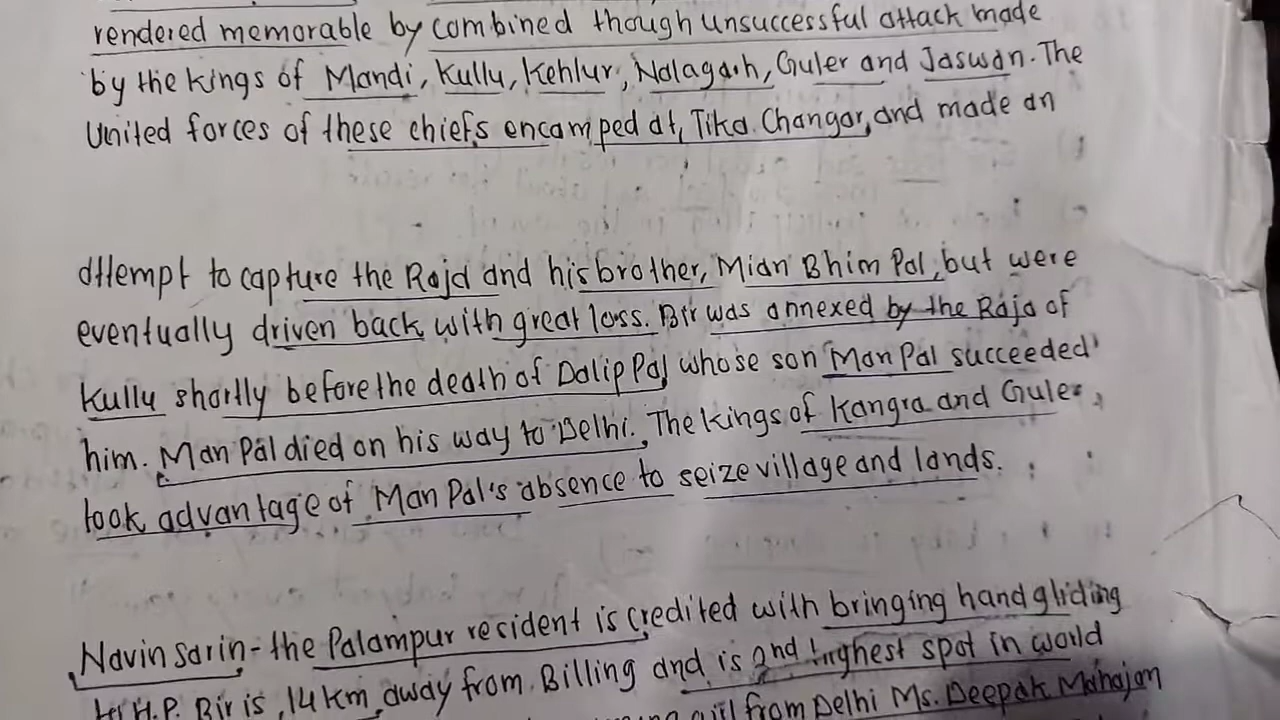 rendered memorable by combined though unsuccessful attack made
by the kings of Mandi, Kullu, Kehlur, Nalagarh, Guler and Jaswan. The
United forces of these chiefs encamped at, Tika Changar, and made an
attempt to capture the Raja and his brother, Mian Bhim Pal, but were
eventually driven back with great loss. Bir was annexed by the Raja of
Kullu shortly before the death of Dalip Pal whose son Man Pal succeeded
him. Man Pal died on his way to Delhi. The kings of Kangra and Guler
took advantage of Man Pal's absence to seize village and lands.
Navin sarin - the Palampur resident is credited with bringing hand gliding
H.P. Bir is 14 km away from Billing and is 2nd highest spot in world
girl from Delhi Ms. Deepak Mahajan